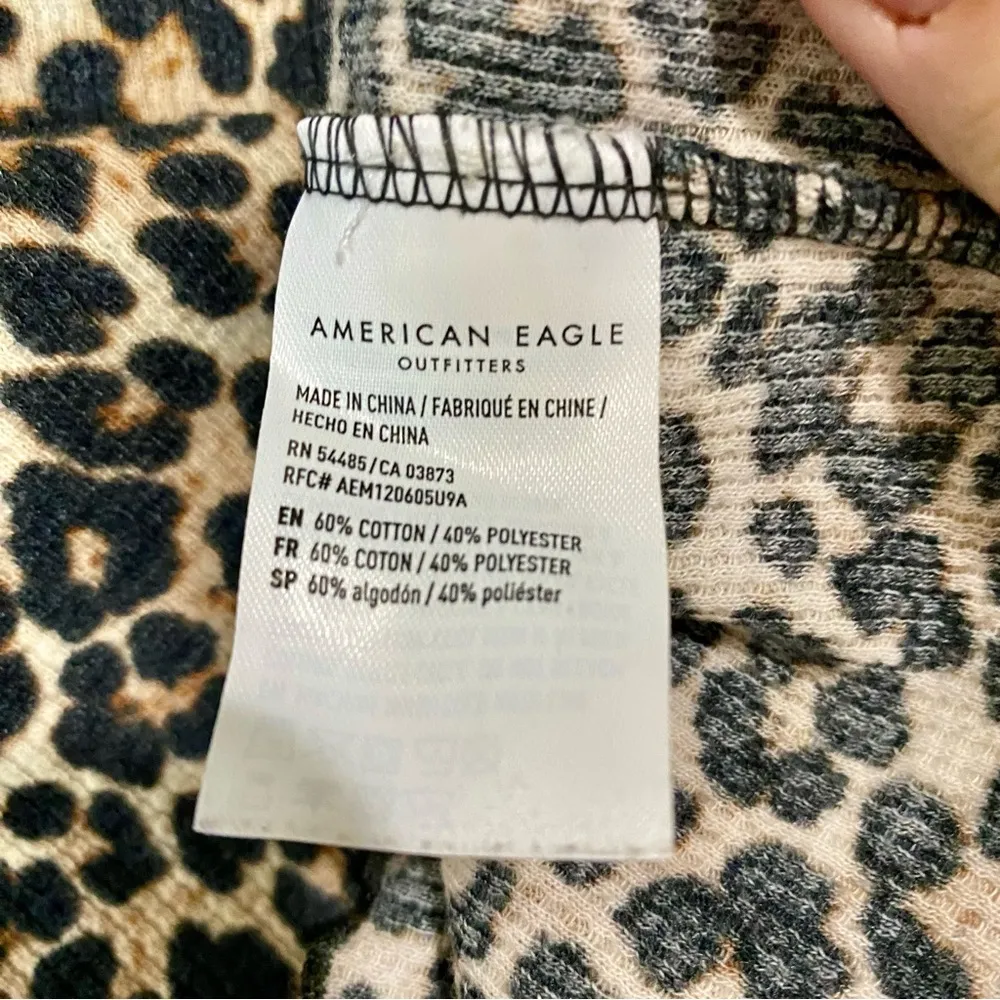 AMERICAN EAGLE
OUTFITTERS
MADE IN CHINA / FABRIQUÉ EN CHINE /
HECHO EN CHINA
RN 54485/CA 03873
RFC# AEM120605U9A
EN 60% COTTON / 40% POLYESTER
FR 60% COTON / 40% POLYESTER
SP 60% algodón / 40% poliéster